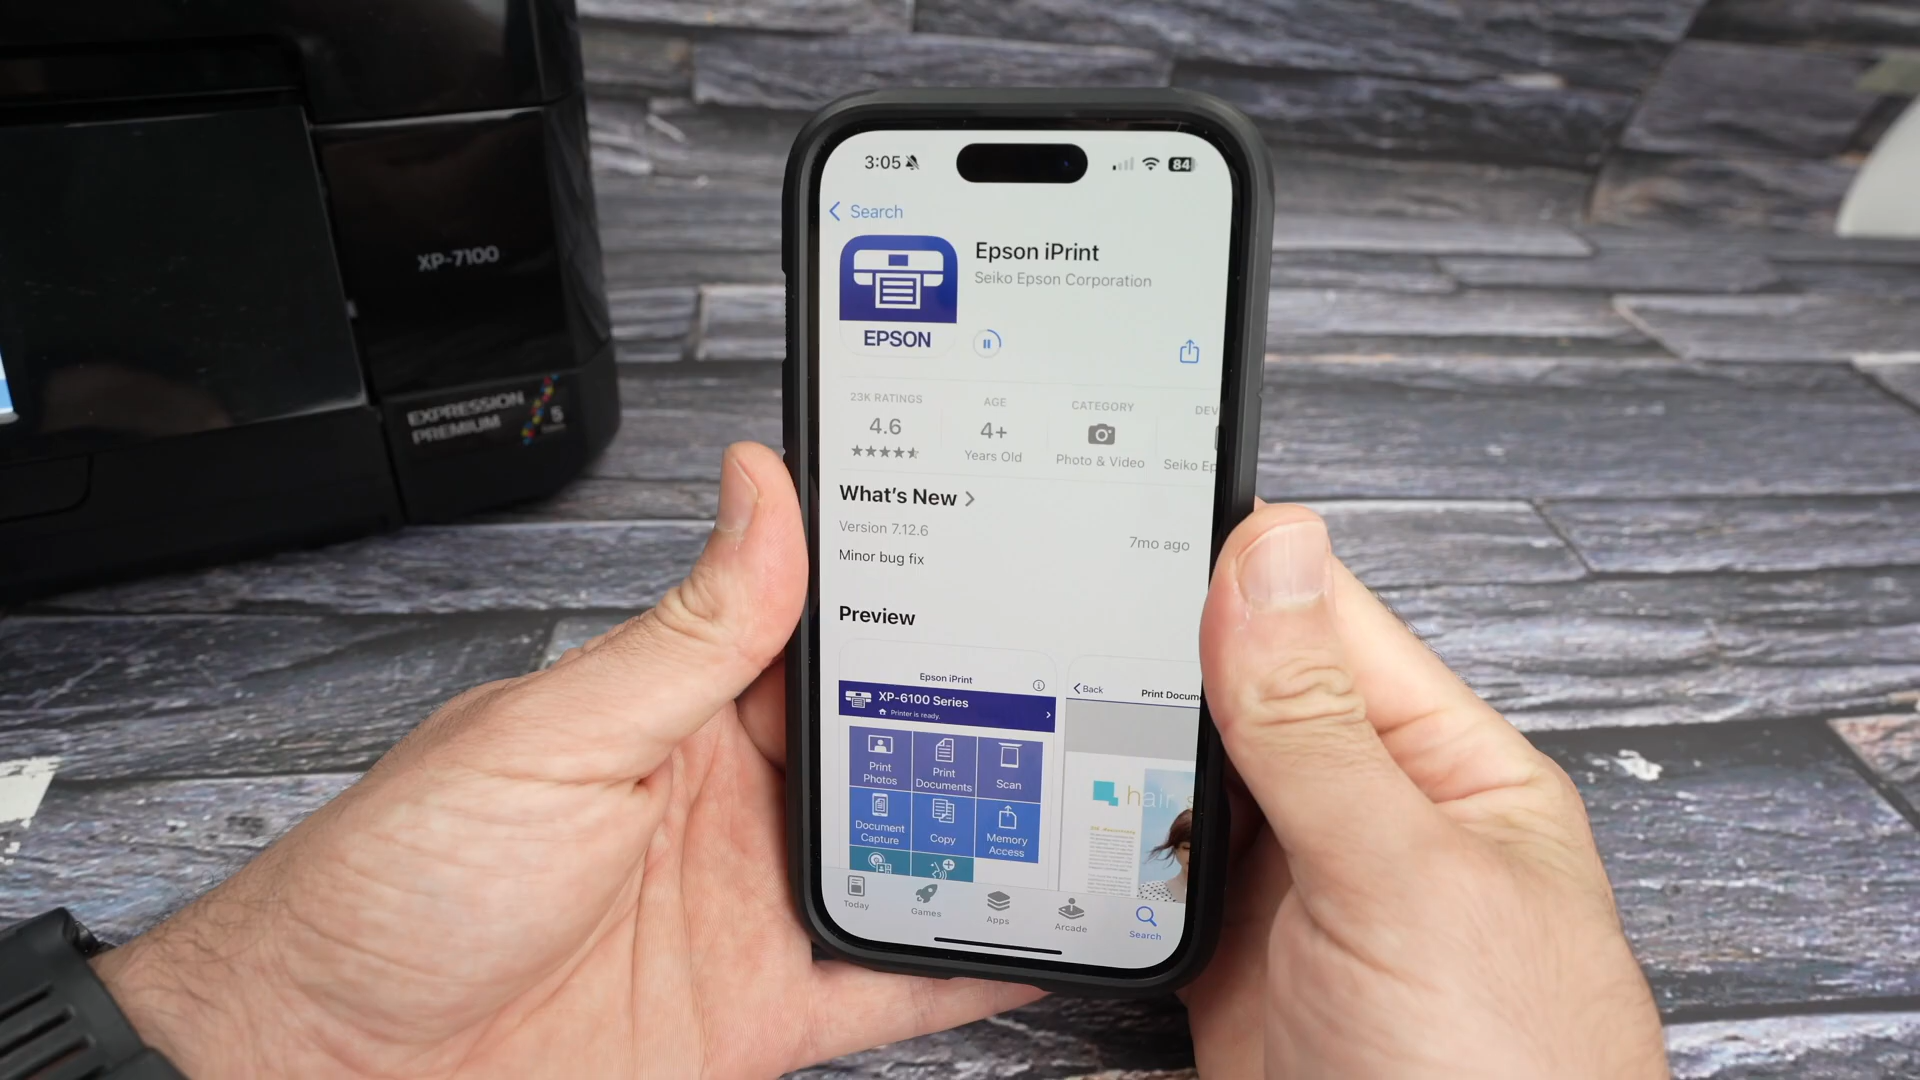 XP-7100
EXPRESSION
PREMIUM
5
3:05
84
Search
Epson iPrint
Seiko Epson Corporation
EPSON
23K RATINGS
4.6
AGE
4+
Years Old
CATEGORY
Photo & Video
DEV
Seiko Ep
What's New
Version 7.12.6
7mo ago
Minor bug fix
Preview
Epson iPrint
XP-6100 Series
Printer is ready.
Print
Photos
Print
Documents
Scan
Document
Capture
Copy
Memory
Access
Back
Print Docum
hair
Today
Games
Apps
Arcade
Search